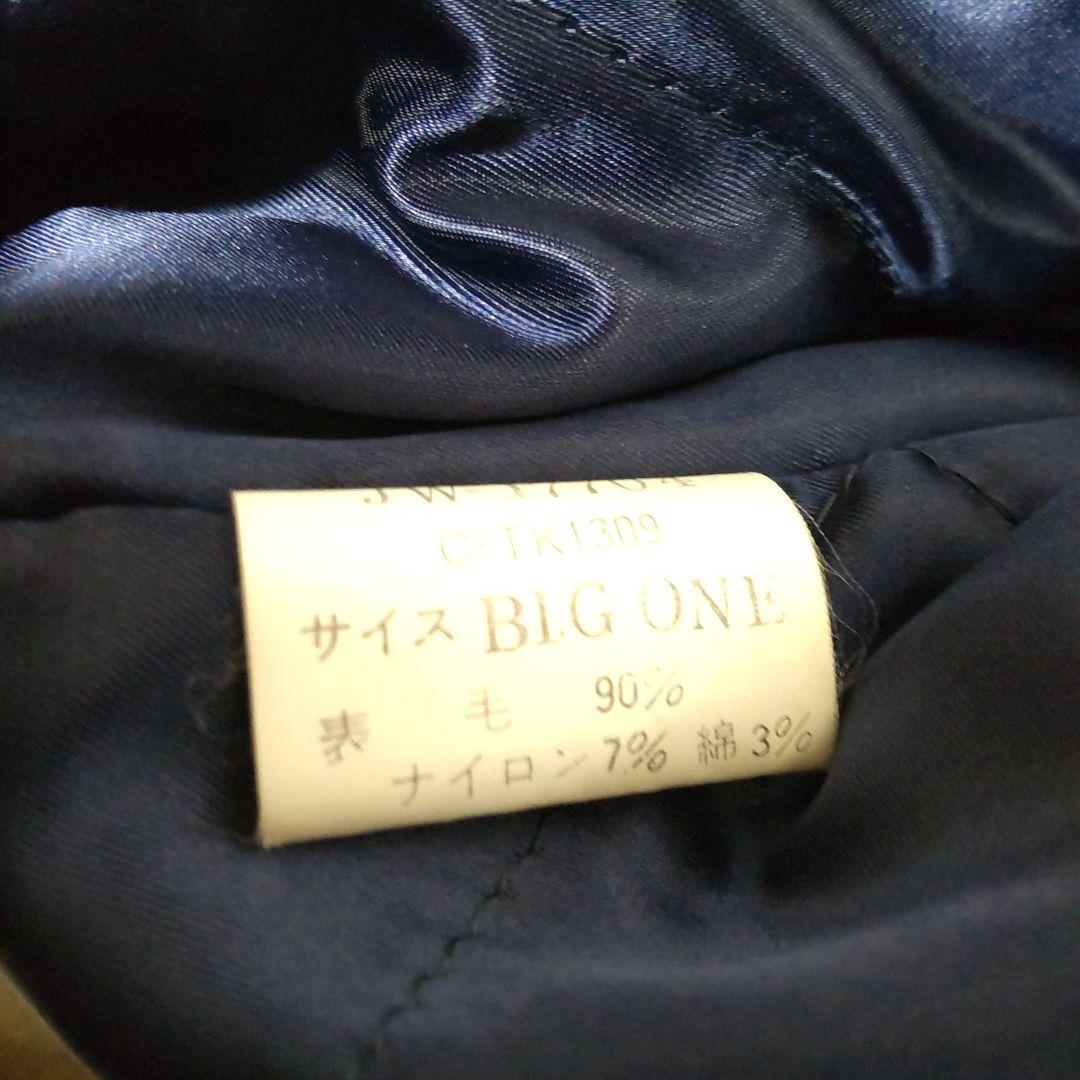 C-TK1309
サイズ BIG ONE
表 毛 90%
ナイロン 7% 綿 3%